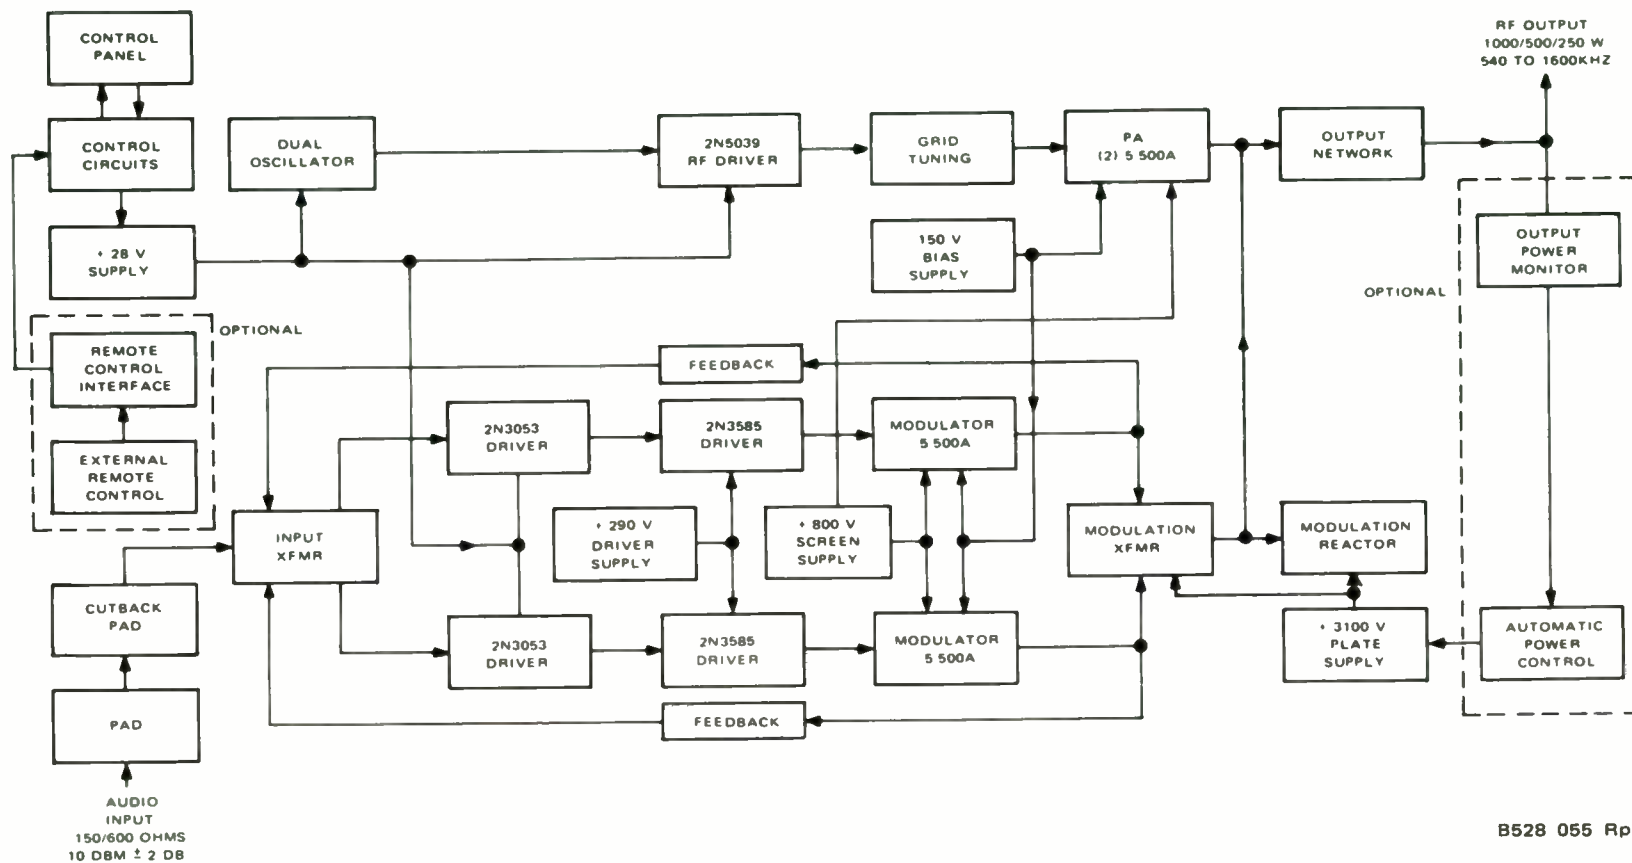 CONTROL
PANEL
CONTROL
CIRCUITS
+ 28 V
SUPPLY
OPTIONAL
REMOTE
CONTROL
INTERFACE
EXTERNAL
REMOTE
CONTROL
CUTBACK
PAD
PAD
AUDIO
INPUT
150/600 OHMS
10 DBM ± 2 DB
DUAL
OSCILLATOR
2N5039
RF DRIVER
GRID
TUNING
PA
(2) 5 500A
OUTPUT
NETWORK
RF OUTPUT
1000/500/250 W
540 TO 1600KHZ
150 V
BIAS
SUPPLY
OPTIONAL
OUTPUT
POWER
MONITOR
FEEDBACK
2N3053
DRIVER
2N3585
DRIVER
MODULATOR
5 500A
INPUT
XFMR
+ 290 V
DRIVER
SUPPLY
+ 800 V
SCREEN
SUPPLY
MODULATION
XFMR
MODULATION
REACTOR
2N3053
DRIVER
2N3585
DRIVER
MODULATOR
5 500A
+ 3100 V
PLATE
SUPPLY
AUTOMATIC
POWER
CONTROL
FEEDBACK
B528 055 Rp